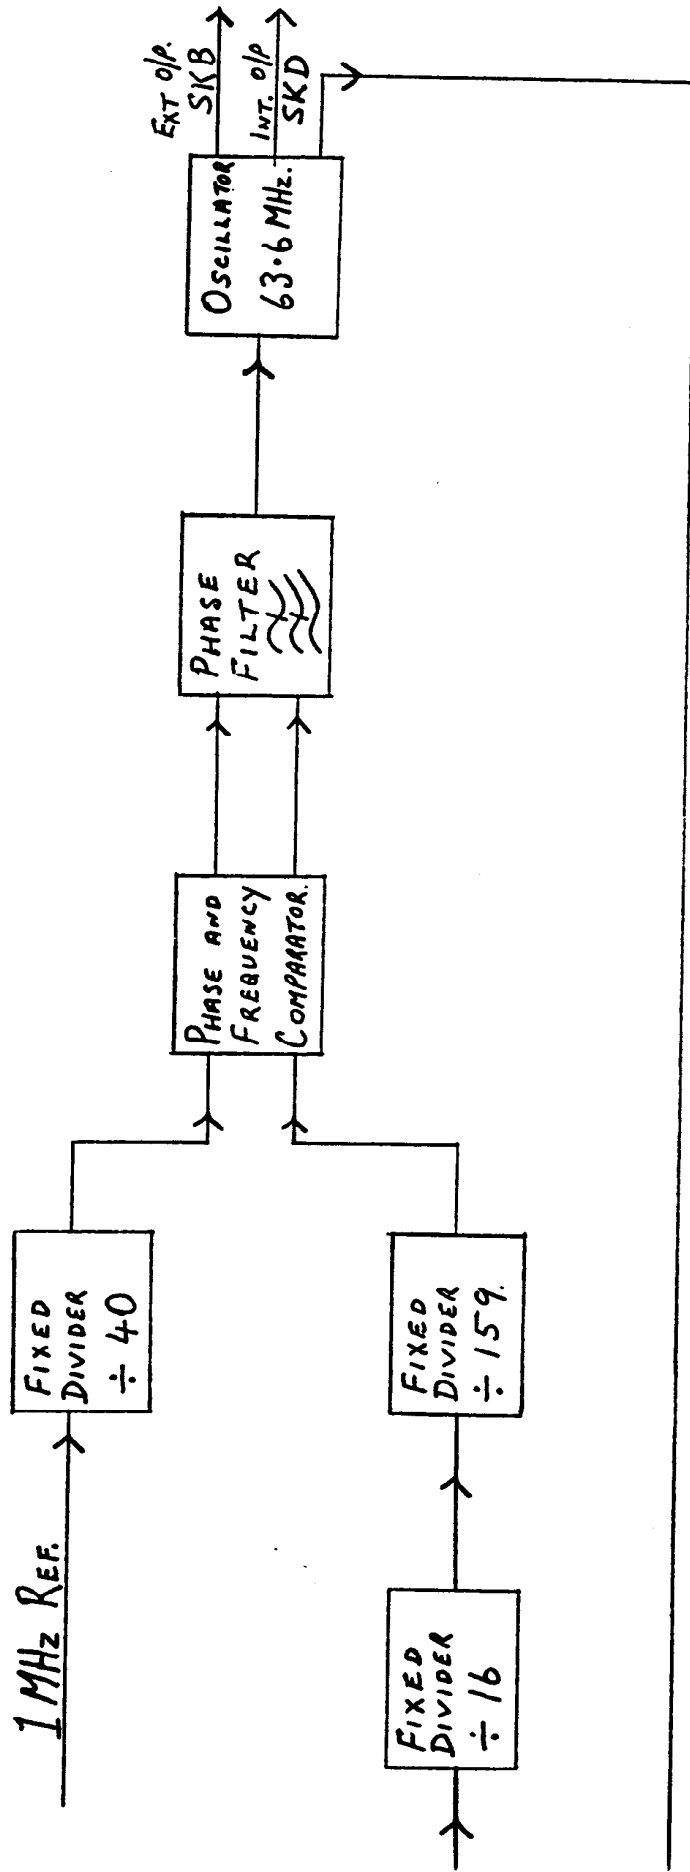 1 MHz REF.
FIXED
DIVIDER
÷ 40
FIXED
DIVIDER
÷ 16
FIXED
DIVIDER
÷ 159.
PHASE AND
FREQUENCY
COMPARATOR.
PHASE
FILTER
OSCILLATOR
63.6 MHz.
EXT O/P.
SKB
INT. O/P
SKD